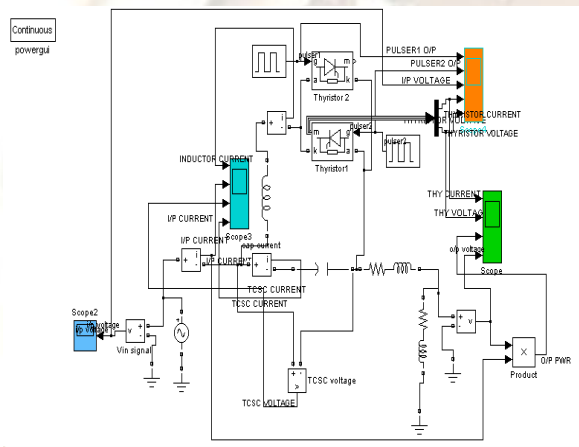 Continuous
powergui
pulser1
g
m
a
k
Thyristor 2
PULSER1 O/P
PULSER2 O/P
I/P VOLTAGE
THYRISTOR CURRENT
THYRISTOR VOLTAGE
+
i
m
g
k
a
pulser2
Thyristor1
pulser2
INDUCTOR CURRENT
Scope3
I/P CURRENT
I/P CURRENT
cap current
I/P CURRENT
TCSC CURRENT
TCSC CURRENT
THY CURRENT
THY VOLTAG
o/p voltage
Scope
Scope2
i/p voltage
+
-
v
Vin signal
+
i
-
+
i
-
+
-
v
TCSC voltage
TCSC VOLTAGE
+
-
v
×
Product
O/P PWR